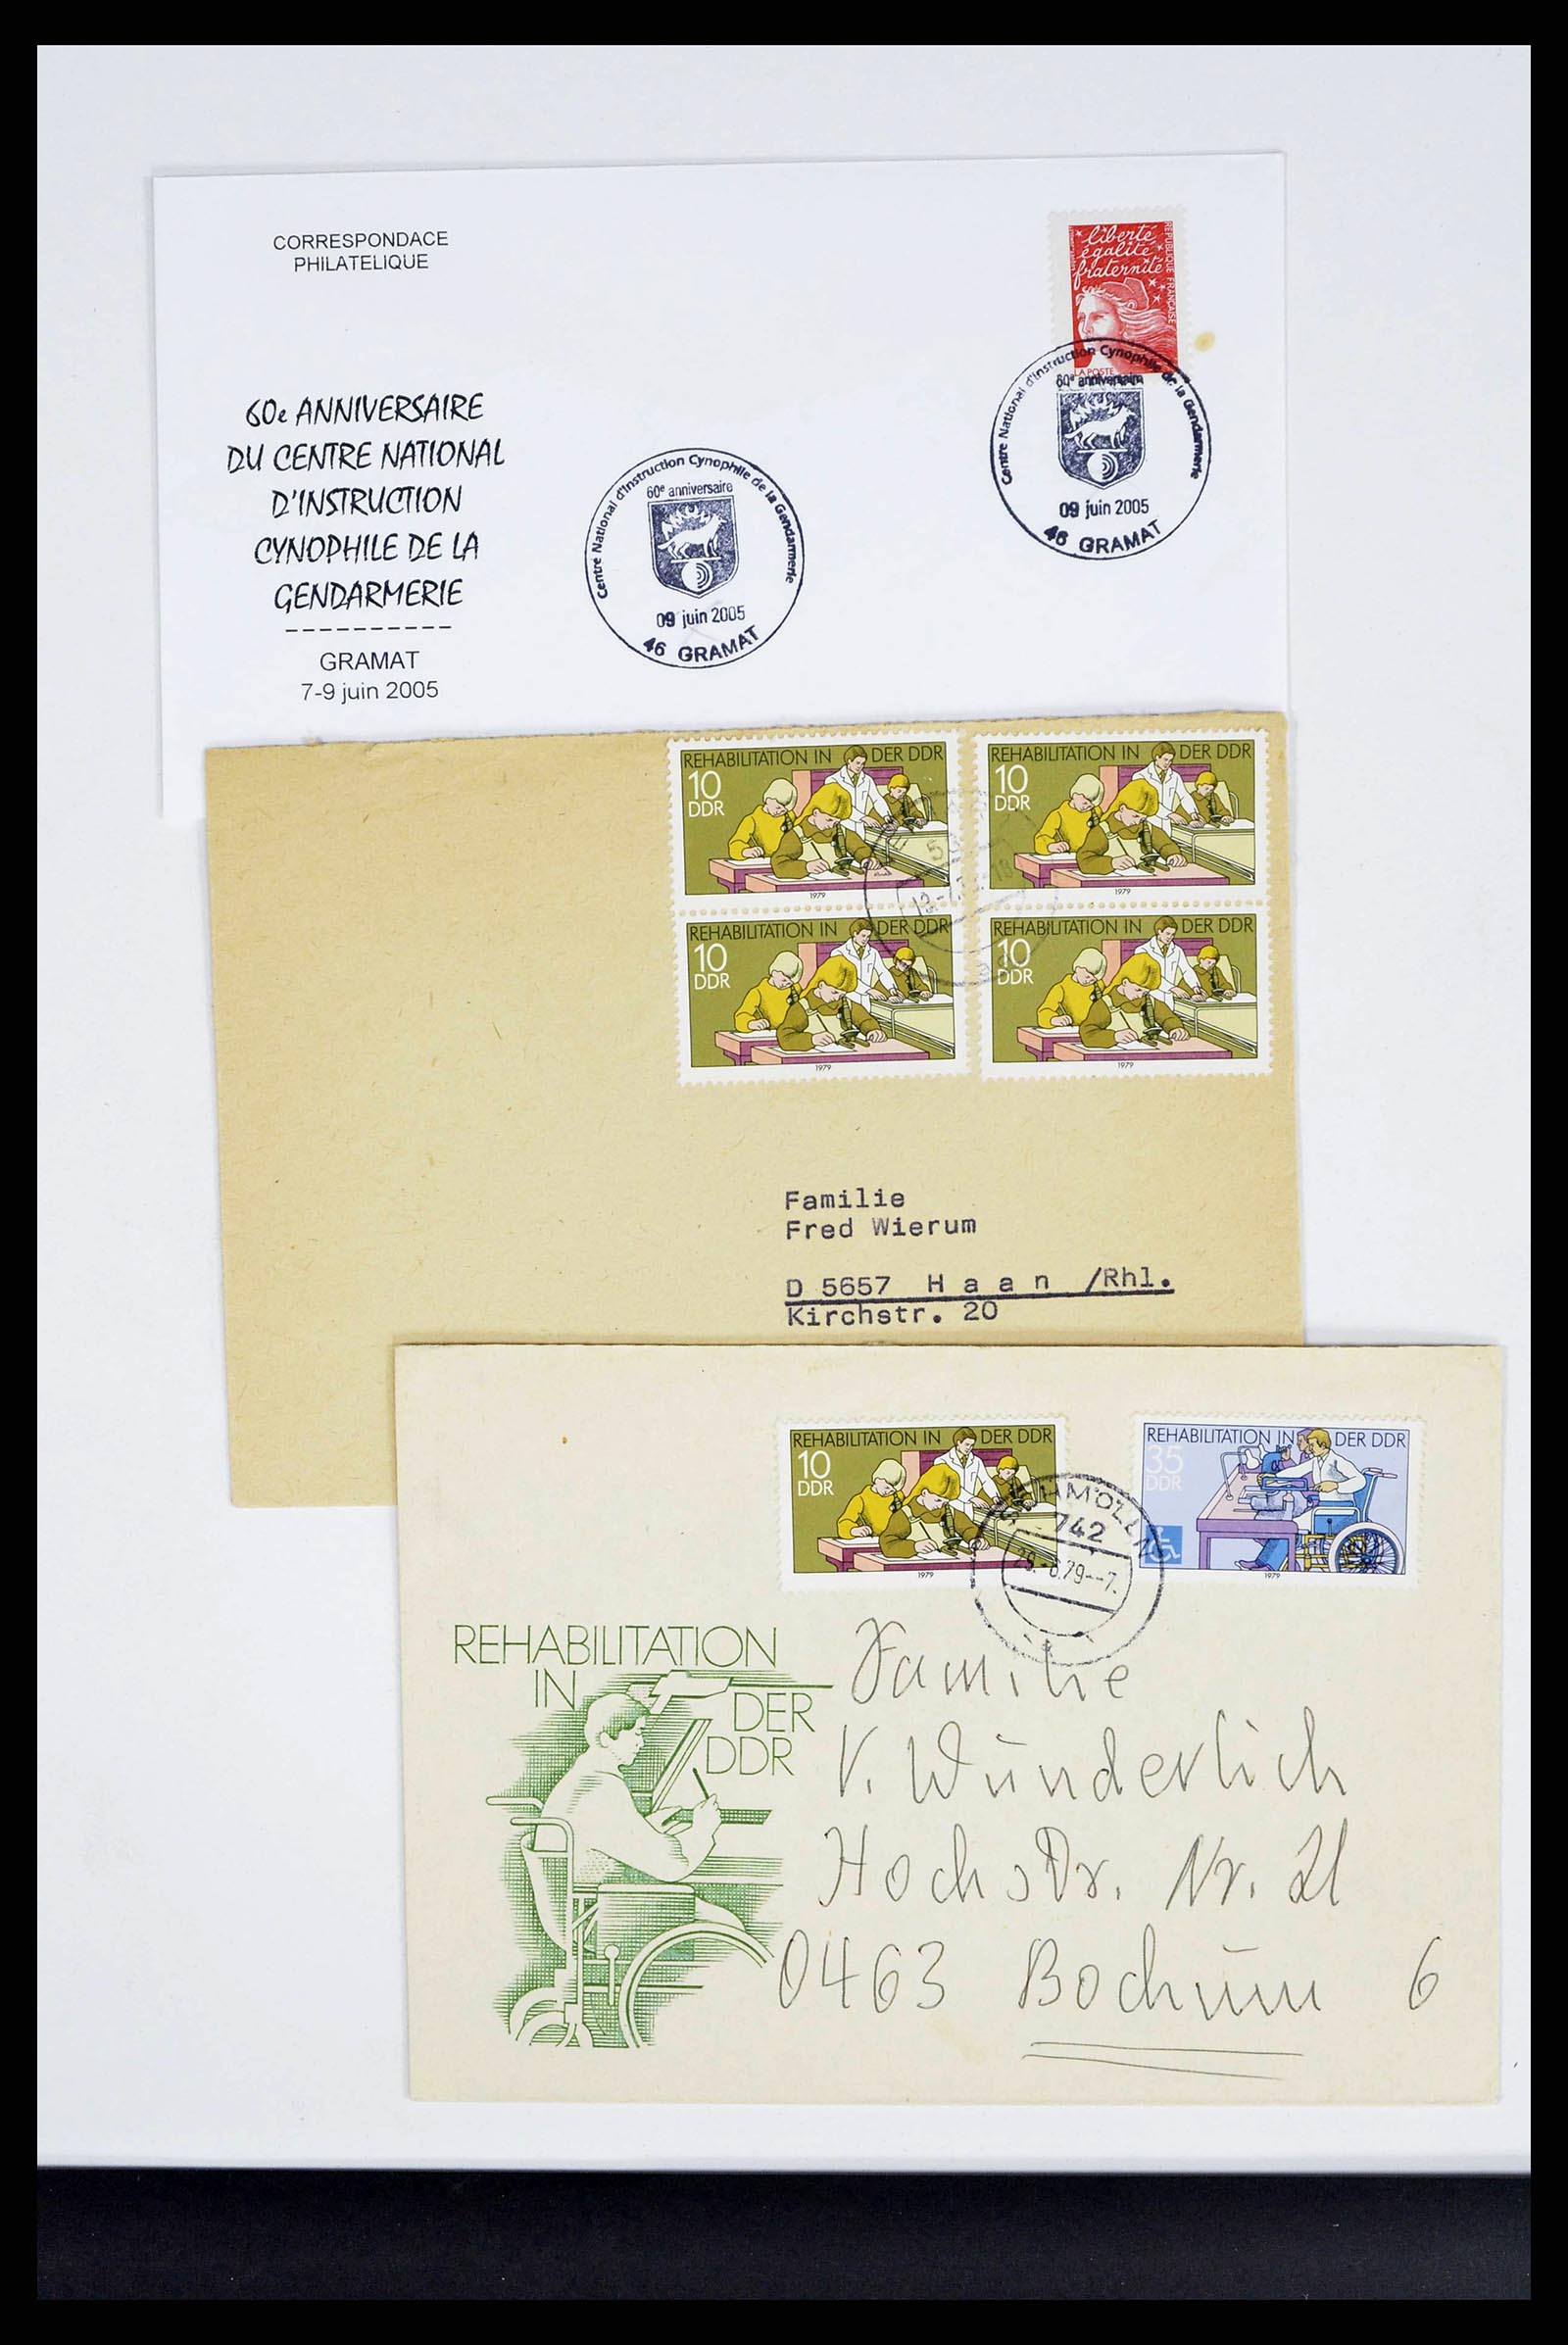 CORRESPONDACE
PHILATELIQUE
liberté
égalité
fraternité
REPUBLIQUE FRANÇAISE
LA POSTE
60e ANNIVERSAIRE
DU CENTRE NATIONAL
D'INSTRUCTION
CYNOPHILE DE LA
GENDARMERIE
----------
GRAMAT
7-9 juin 2005
Centre National d'Instruction Cynophile de la Gendarmerie
60e anniversaire
09 juin 2005
46 GRAMAT
Centre National d'Instruction Cynophile de la Gendarmerie
60e anniversaire
09 juin 2005
46 GRAMAT
REHABILITATION IN DER DDR
10
DDR
1979
REHABILITATION IN DER DDR
10
DDR
1979
REHABILITATION IN DER DDR
10
DDR
1979
REHABILITATION IN DER DDR
10
DDR
1979
Familie
Fred Wierum
D 5657 H a a n /Rhl.
Kirchstr. 20
REHABILITATION IN DER DDR
10
DDR
1979
REHABILITATION IN DER DDR
35
DDR
1979
742
REHABILITATION
IN
DER
DDR
Familie
V. Wunderlich
Hochstr. Nr. 21
0463 Bochum 6